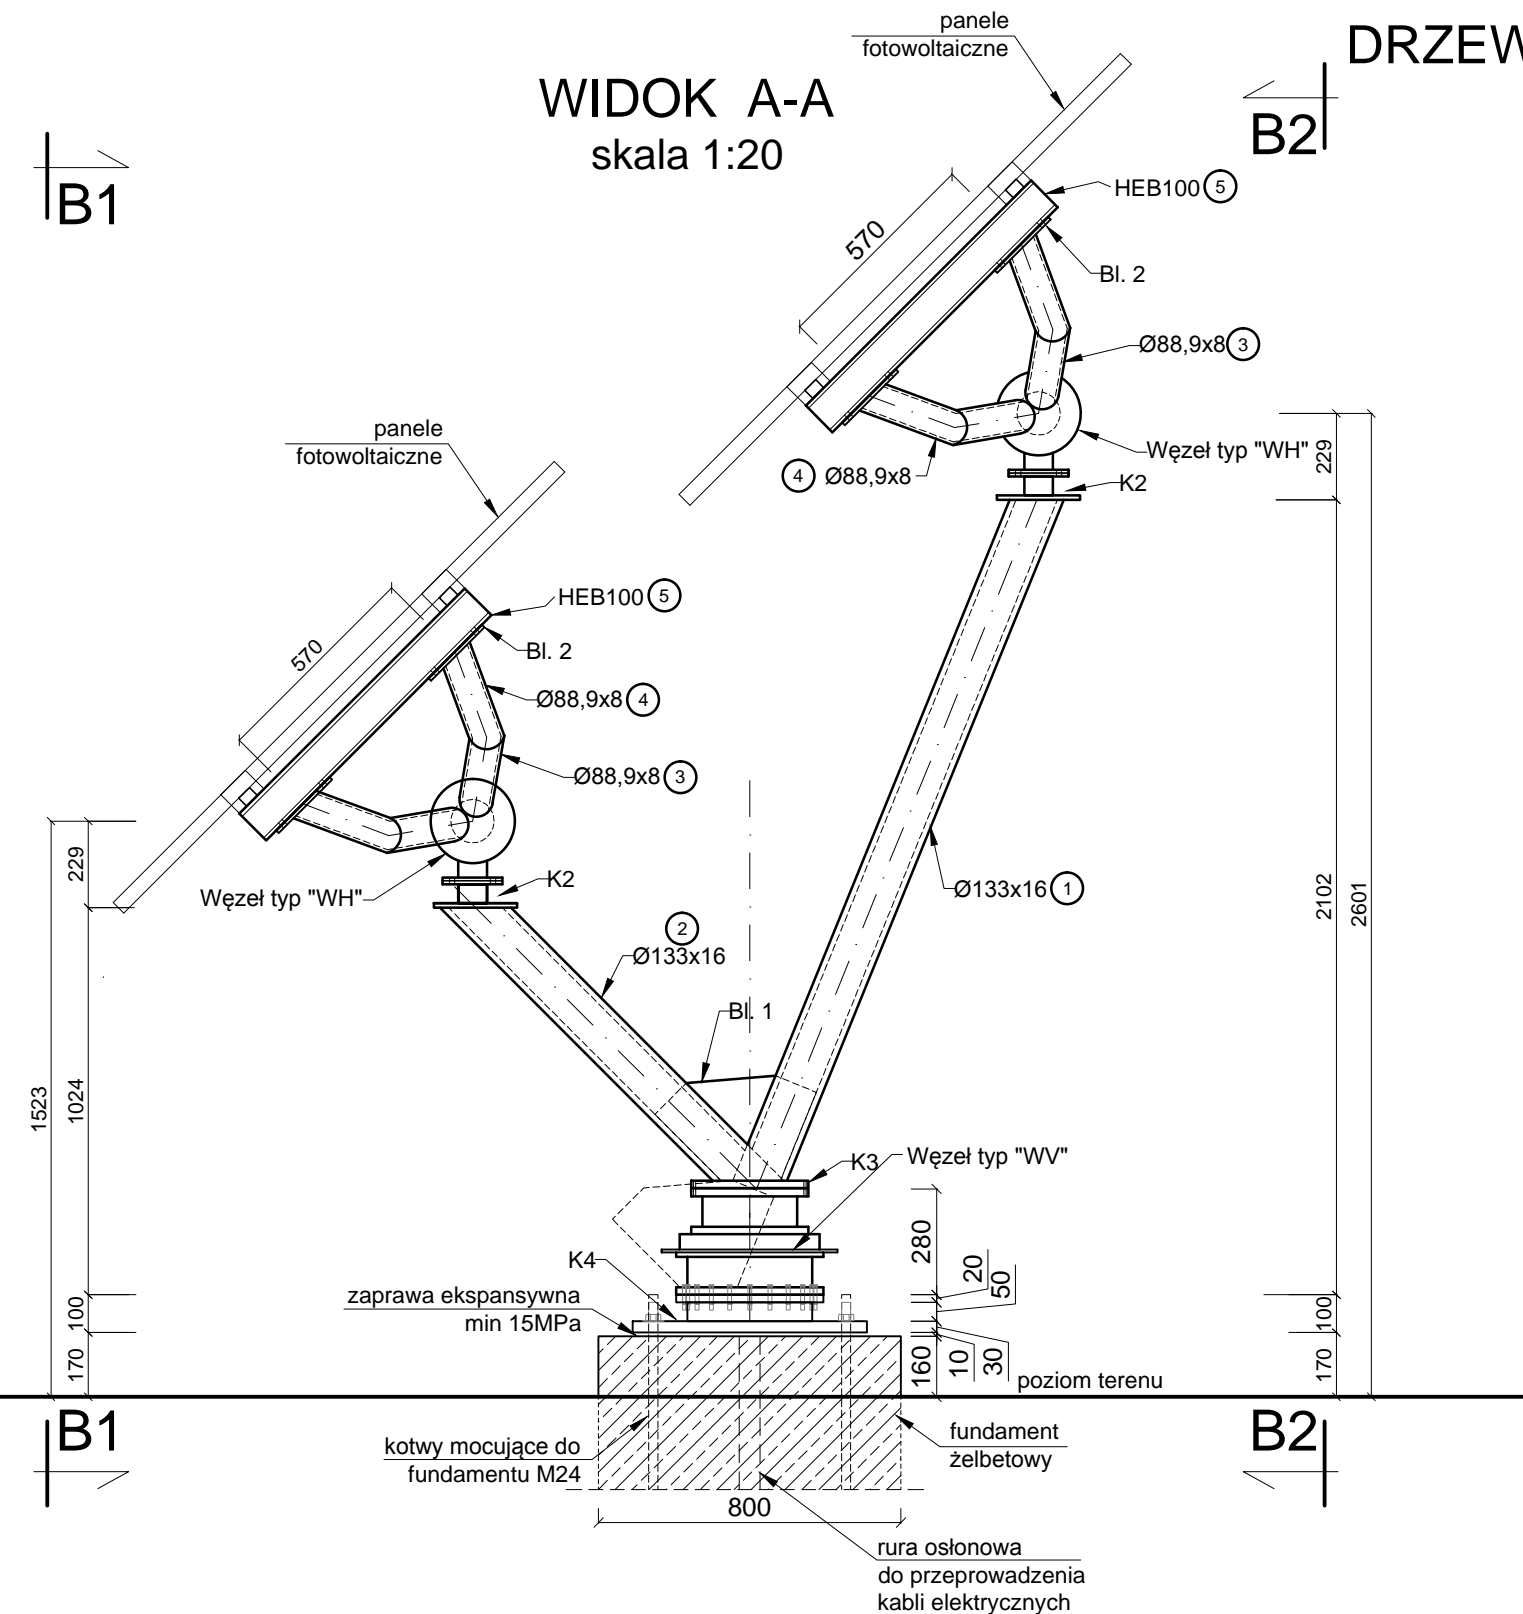 panele
fotowoltaiczne
DRZEW
WIDOK A-A
skala 1:20
B2
B1
HEB100 5
570
Bl. 2
Ø88,9x8 3
panele
fotowoltaiczne
Węzeł typ "WH"
229
4 Ø88,9x8
K2
HEB100 5
Bl. 2
570
Ø88,9x8 4
Ø88,9x8 3
229
K2
Węzeł typ "WH"
Ø133x16 1
2102
2601
2
Ø133x16
Bl. 1
1523
1024
K3
Węzeł typ "WV"
280
20
50
K4
zaprawa ekspansywna
min 15MPa
100
100
170
160
10
30
170
poziom terenu
B1
B2
kotwy mocujące do
fundamentu M24
fundament
żelbetowy
800
rura osłonowa
do przeprowadzenia
kabli elektrycznych